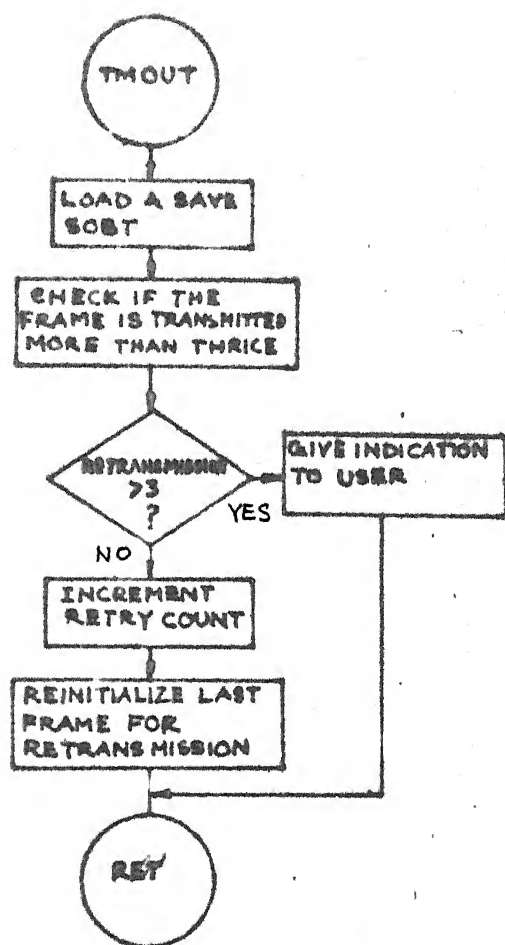 TMOUT
LOAD A SAVE
SOBT
CHECK IF THE
FRAME IS TRANSMITTED
MORE THAN THRICE
RETRANSMISSION
>3
?
YES
GIVE INDICATION
TO USER
NO
INCREMENT
RETRY COUNT
REINITIALIZE LAST
FRAME FOR
RETRANSMISSION
RET